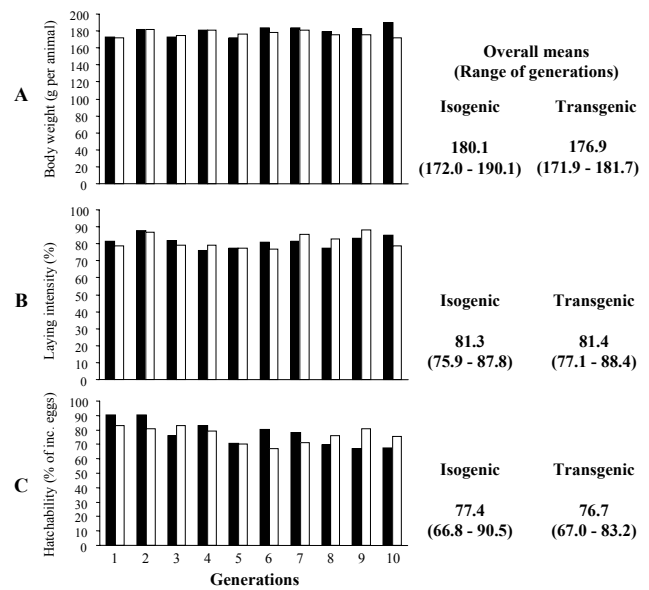 A
Body weight (g per animal)
200
180
160
140
120
100
80
60
40
20
0
Overall means
(Range of generations)
Isogenic Transgenic
180.1 176.9
(172.0 - 190.1) (171.9 - 181.7)
B
Laying intensity (%)
100
90
80
70
60
50
40
30
20
10
0
Isogenic Transgenic
81.3 81.4
(75.9 - 87.8) (77.1 - 88.4)
C
Hatchability (% of inc. eggs)
100
90
80
70
60
50
40
30
20
10
0
1 2 3 4 5 6 7 8 9 10
Generations
Isogenic Transgenic
77.4 76.7
(66.8 - 90.5) (67.0 - 83.2)